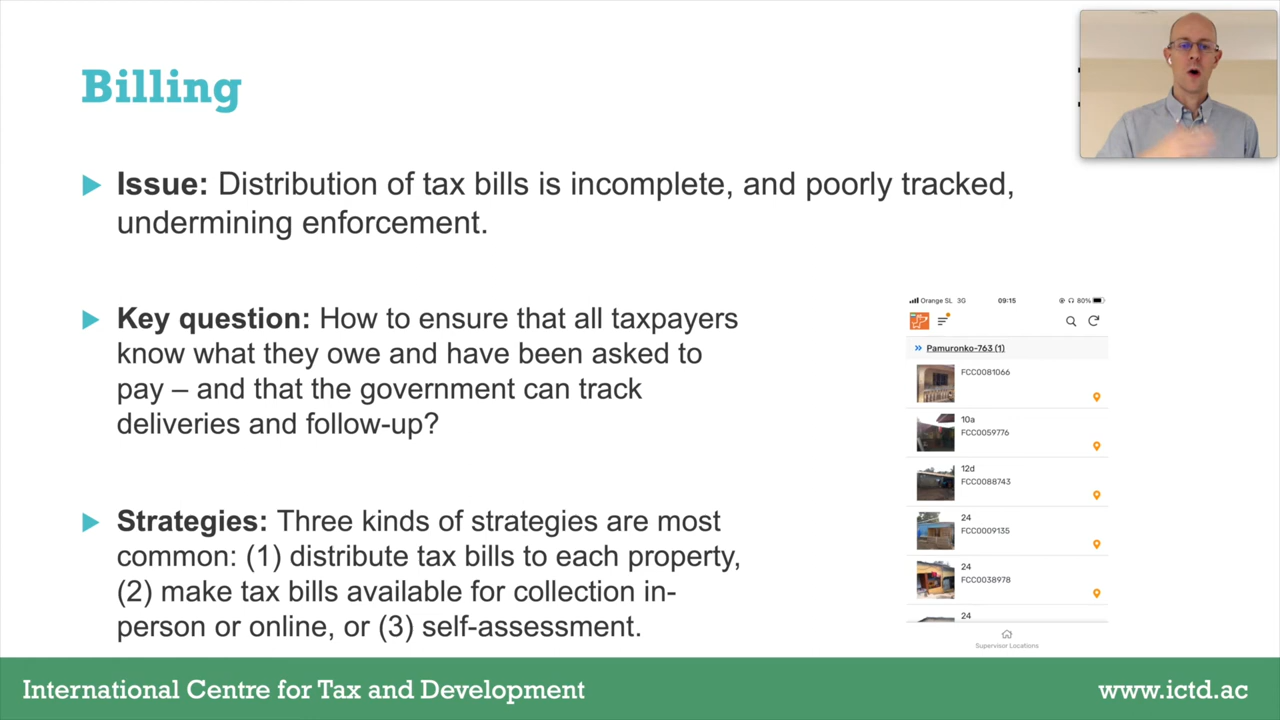 Billing
Issue: Distribution of tax bills is incomplete, and poorly tracked,
undermining enforcement.
Key question: How to ensure that all taxpayers
know what they owe and have been asked to
pay – and that the government can track
deliveries and follow-up?
Strategies: Three kinds of strategies are most
common: (1) distribute tax bills to each property,
(2) make tax bills available for collection in-
person or online, or (3) self-assessment.
Orange SL 3G 09:15 80%
Pamuronko-763 (1)
FCC0081066
10a
FCC0059776
12d
FCC0088743
24
FCC0009135
24
FCC0038978
24
Supervisor Locations
International Centre for Tax and Development
www.ictd.ac